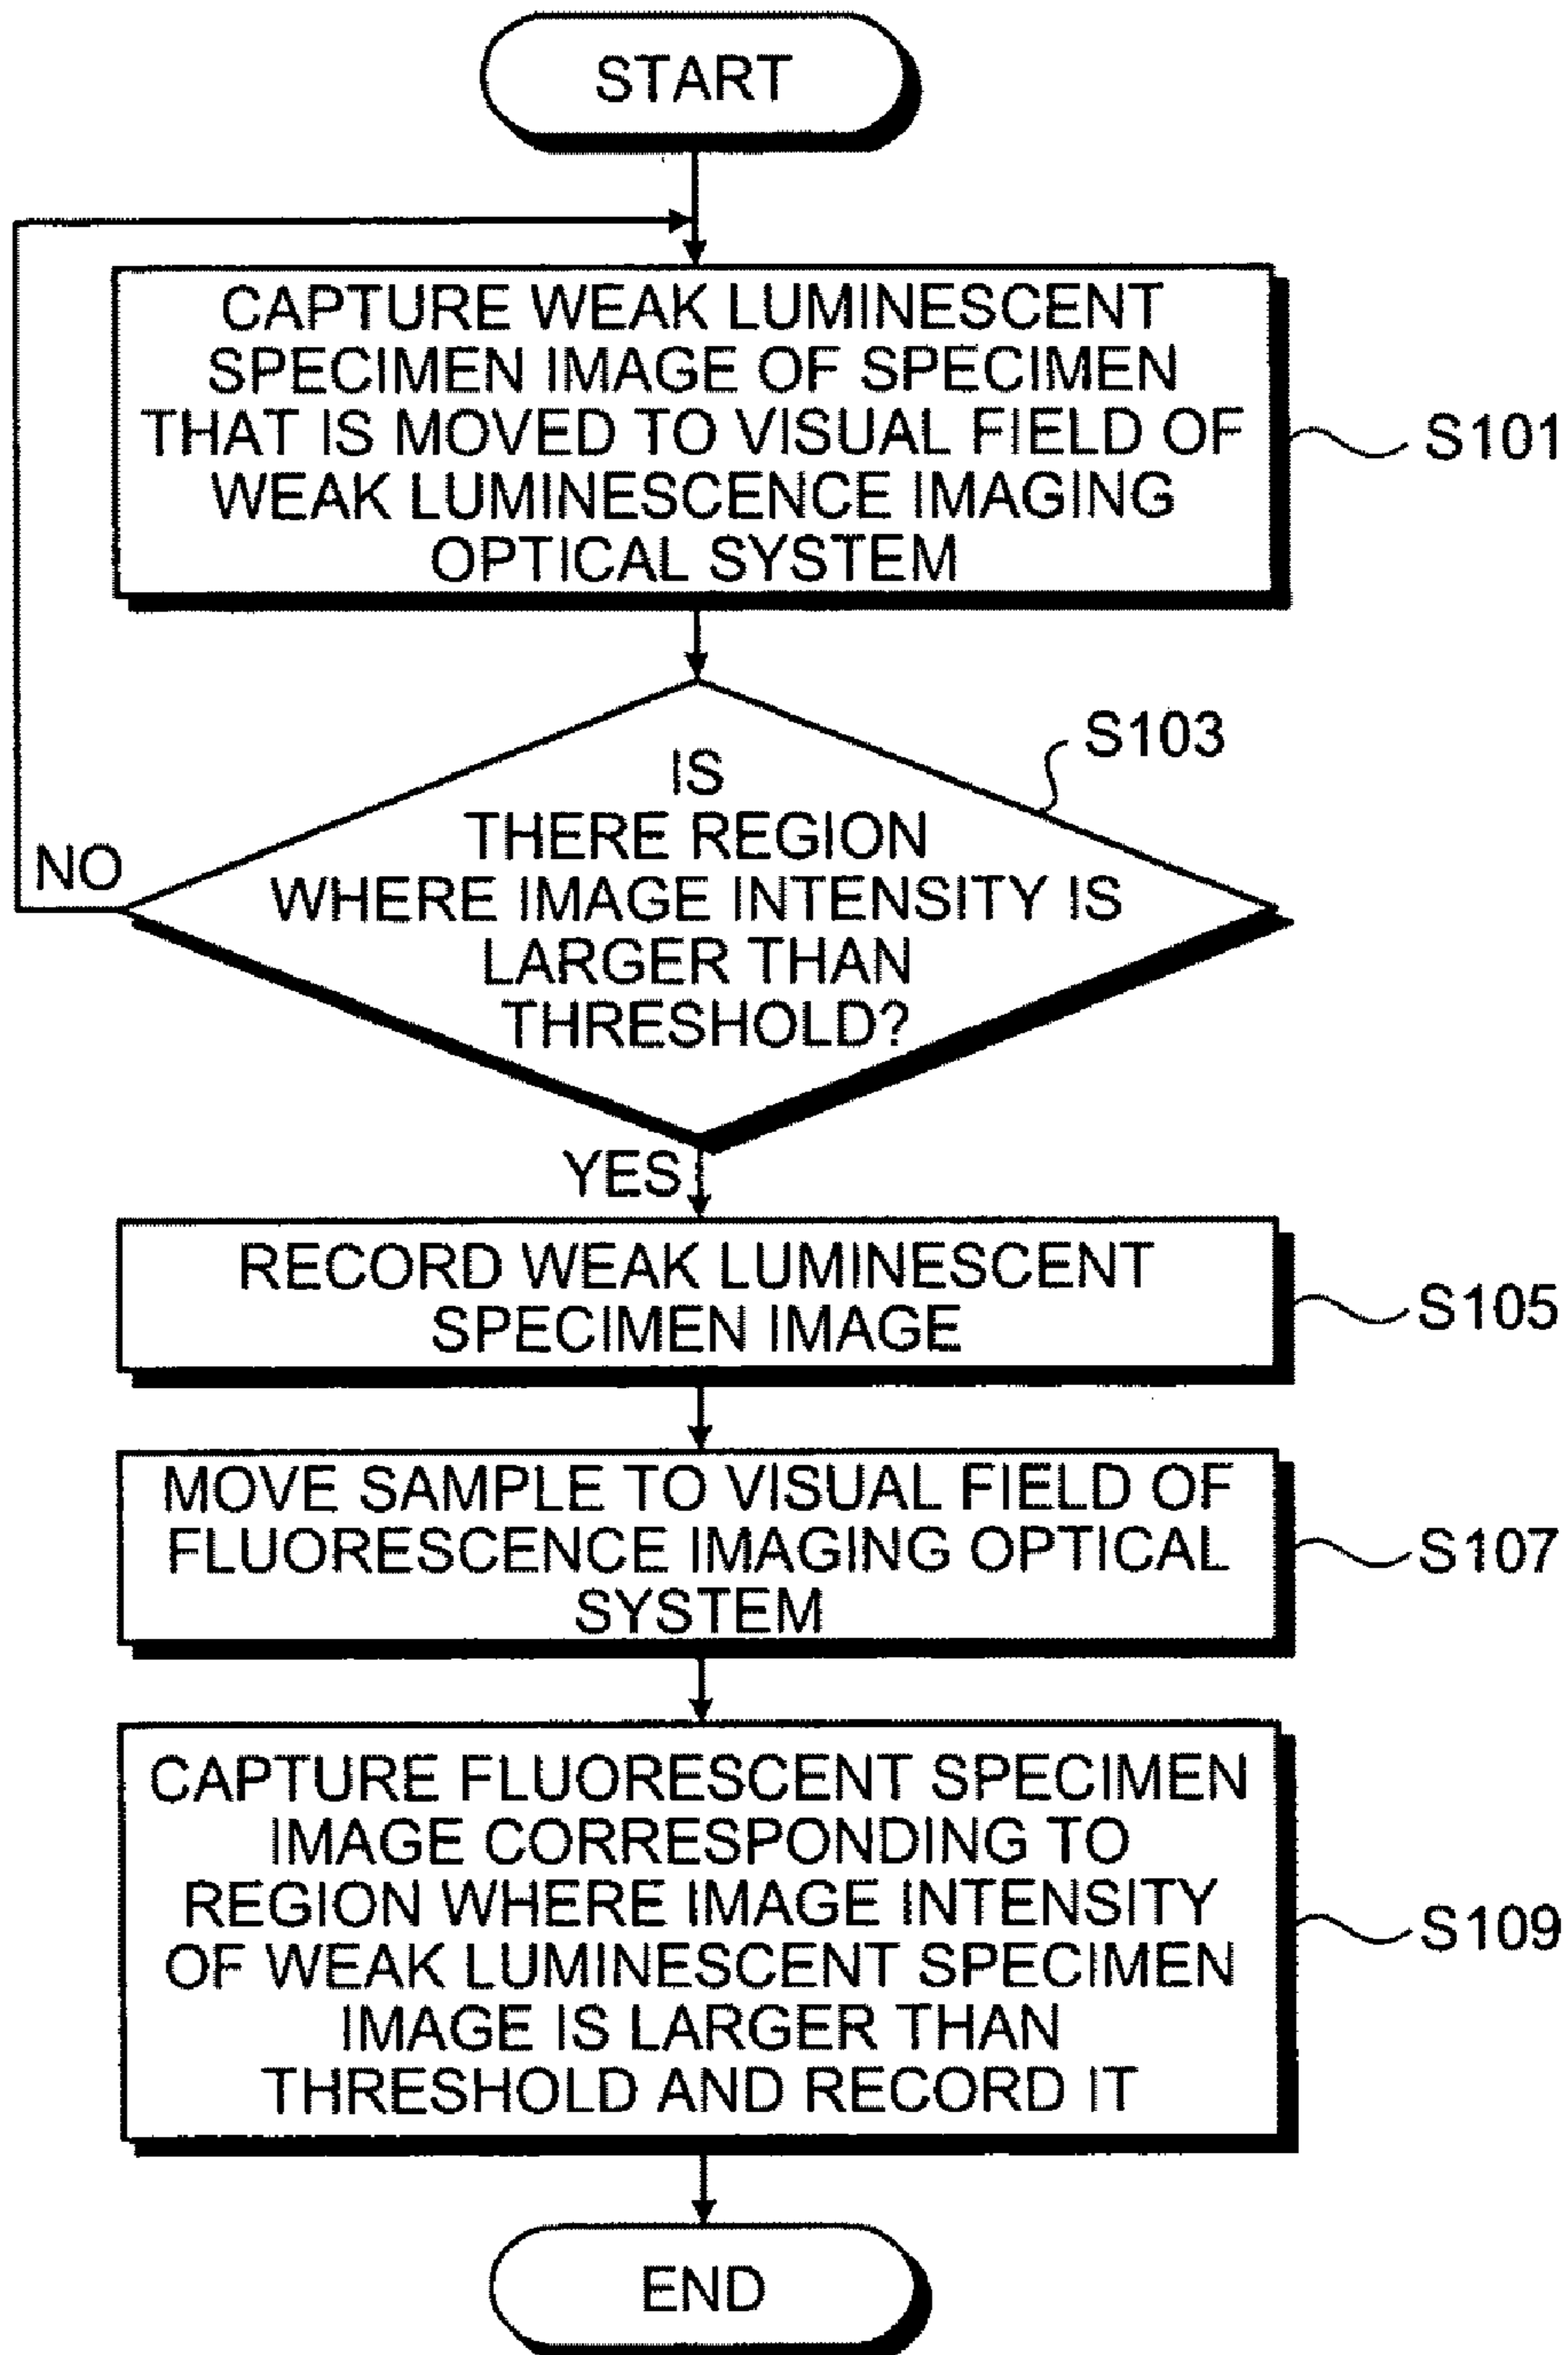 START
CAPTURE WEAK LUMINESCENT
SPECIMEN IMAGE OF SPECIMEN
THAT IS MOVED TO VISUAL FIELD OF
WEAK LUMINESCENCE IMAGING
OPTICAL SYSTEM
S101
S103
IS
THERE REGION
WHERE IMAGE INTENSITY IS
LARGER THAN
THRESHOLD?
NO
YES
RECORD WEAK LUMINESCENT
SPECIMEN IMAGE
S105
MOVE SAMPLE TO VISUAL FIELD OF
FLUORESCENCE IMAGING OPTICAL
SYSTEM
S107
CAPTURE FLUORESCENT SPECIMEN
IMAGE CORRESPONDING TO
REGION WHERE IMAGE INTENSITY
OF WEAK LUMINESCENT SPECIMEN
IMAGE IS LARGER THAN
THRESHOLD AND RECORD IT
S109
END